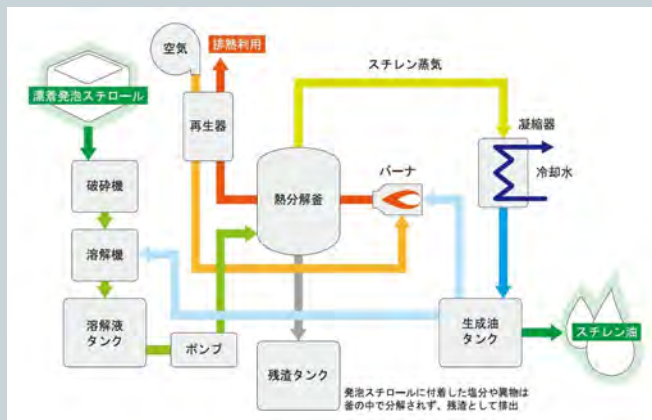 空気
排熱利用
スチレン蒸気
漂着発泡スチロール
再生器
凝縮器
冷却水
破砕機
熱分解釜
バーナ
溶解機
溶解液
タンク
ポンプ
生成油
タンク
スチレン油
残渣タンク
発泡スチロールに付着した塩分や異物は
釜の中で分解されず、残渣として排出